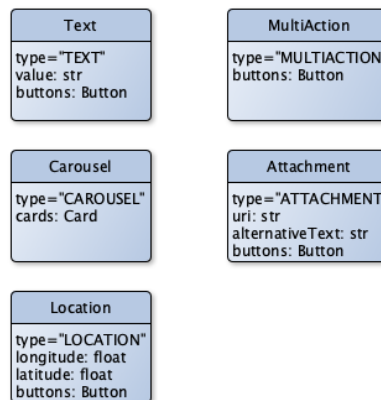 Text
type="TEXT"
value: str
buttons: Button
MultiAction
type="MULTIACTION
buttons: Button
Carousel
type="CAROUSEL"
cards: Card
Attachment
type="ATTACHMENT
uri: str
alternativeText: str
buttons: Button
Location
type="LOCATION"
longitude: float
latitude: float
buttons: Button